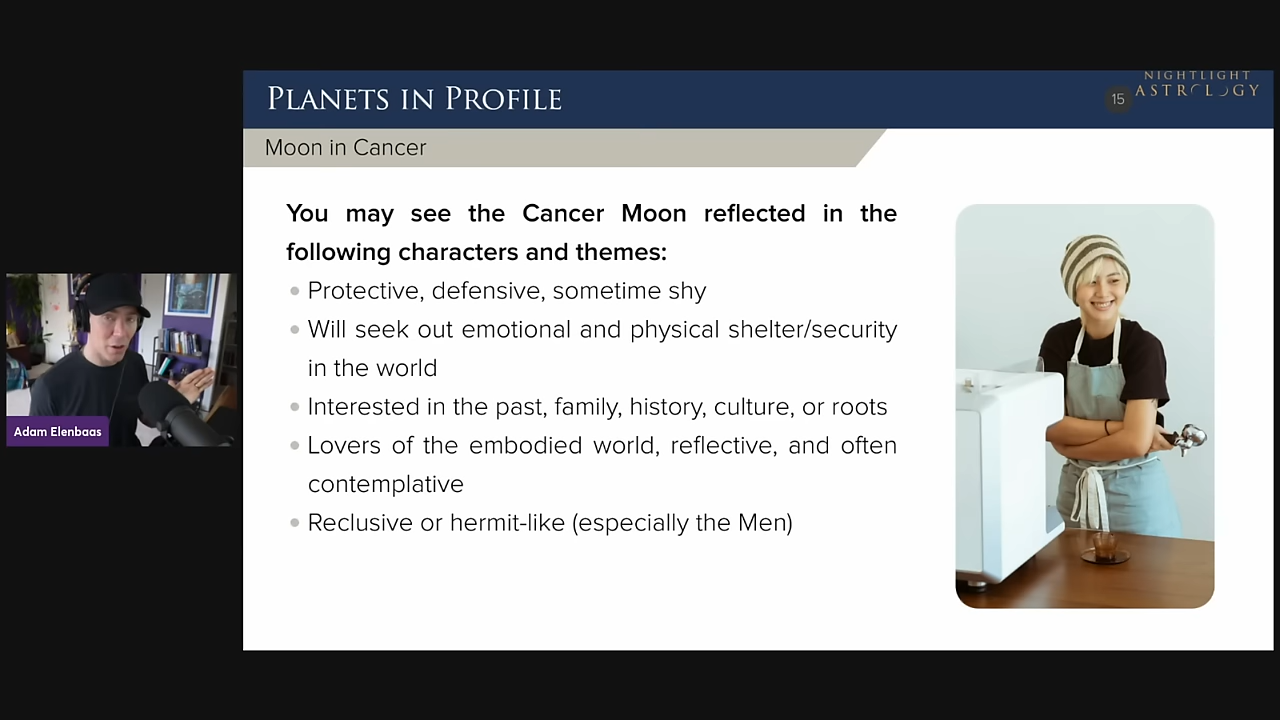 PLANETS IN PROFILE
15
NIGHTLIGHT
ASTROLOGY
Moon in Cancer
You may see the Cancer Moon reflected in the
following characters and themes:
Protective, defensive, sometime shy
Will seek out emotional and physical shelter/security
in the world
Interested in the past, family, history, culture, or roots
Lovers of the embodied world, reflective, and often
contemplative
Reclusive or hermit-like (especially the Men)
Adam Elenbaas